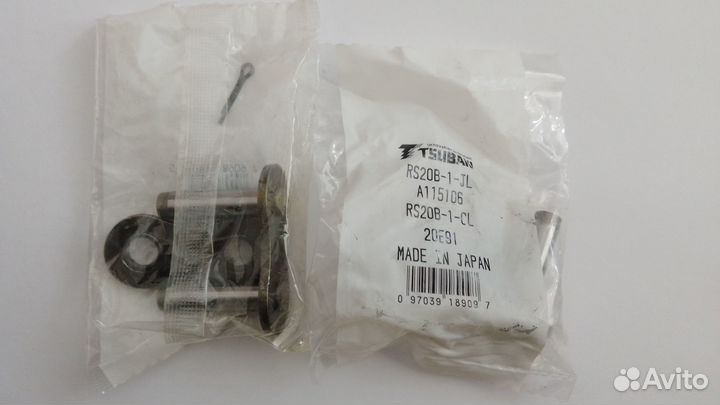 TSUBAKI
RS20B-1-JL
A115106
RS20B-1-CL
20E91
MADE IN JAPAN
0 97039 18909 7
Avito